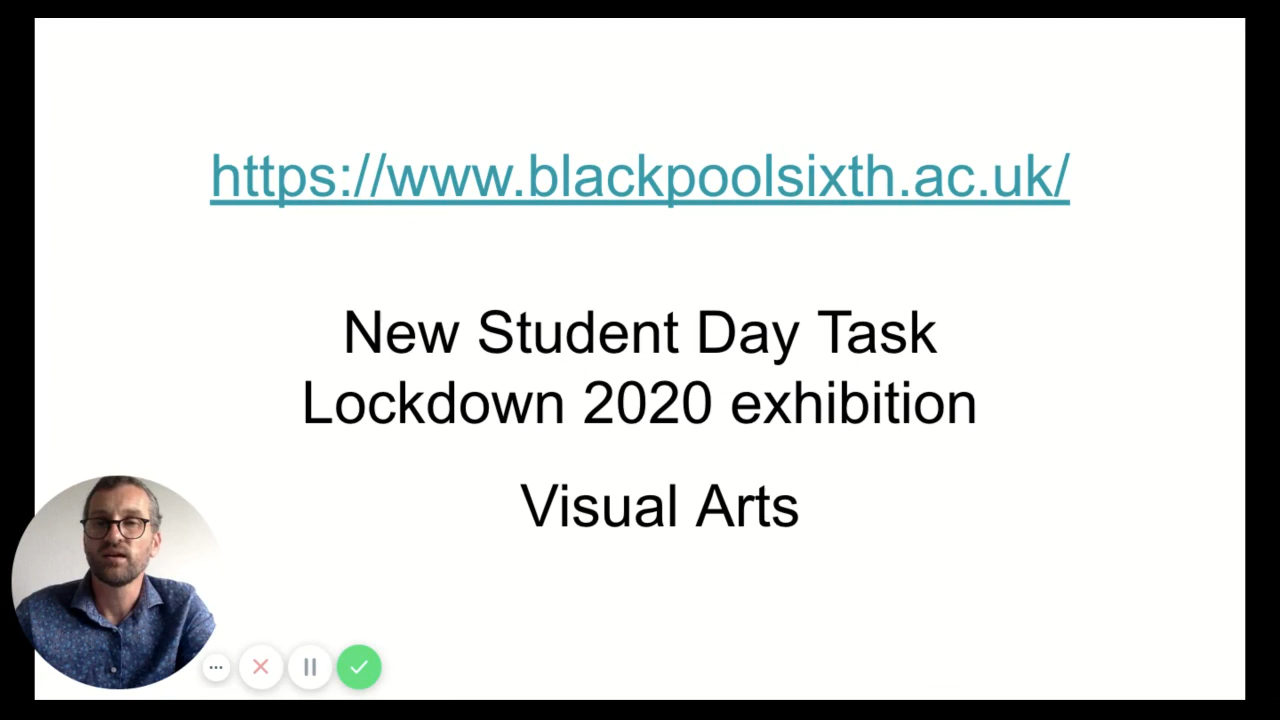 https://www.blackpoolsixth.ac.uk/
New Student Day Task
Lockdown 2020 exhibition
Visual Arts